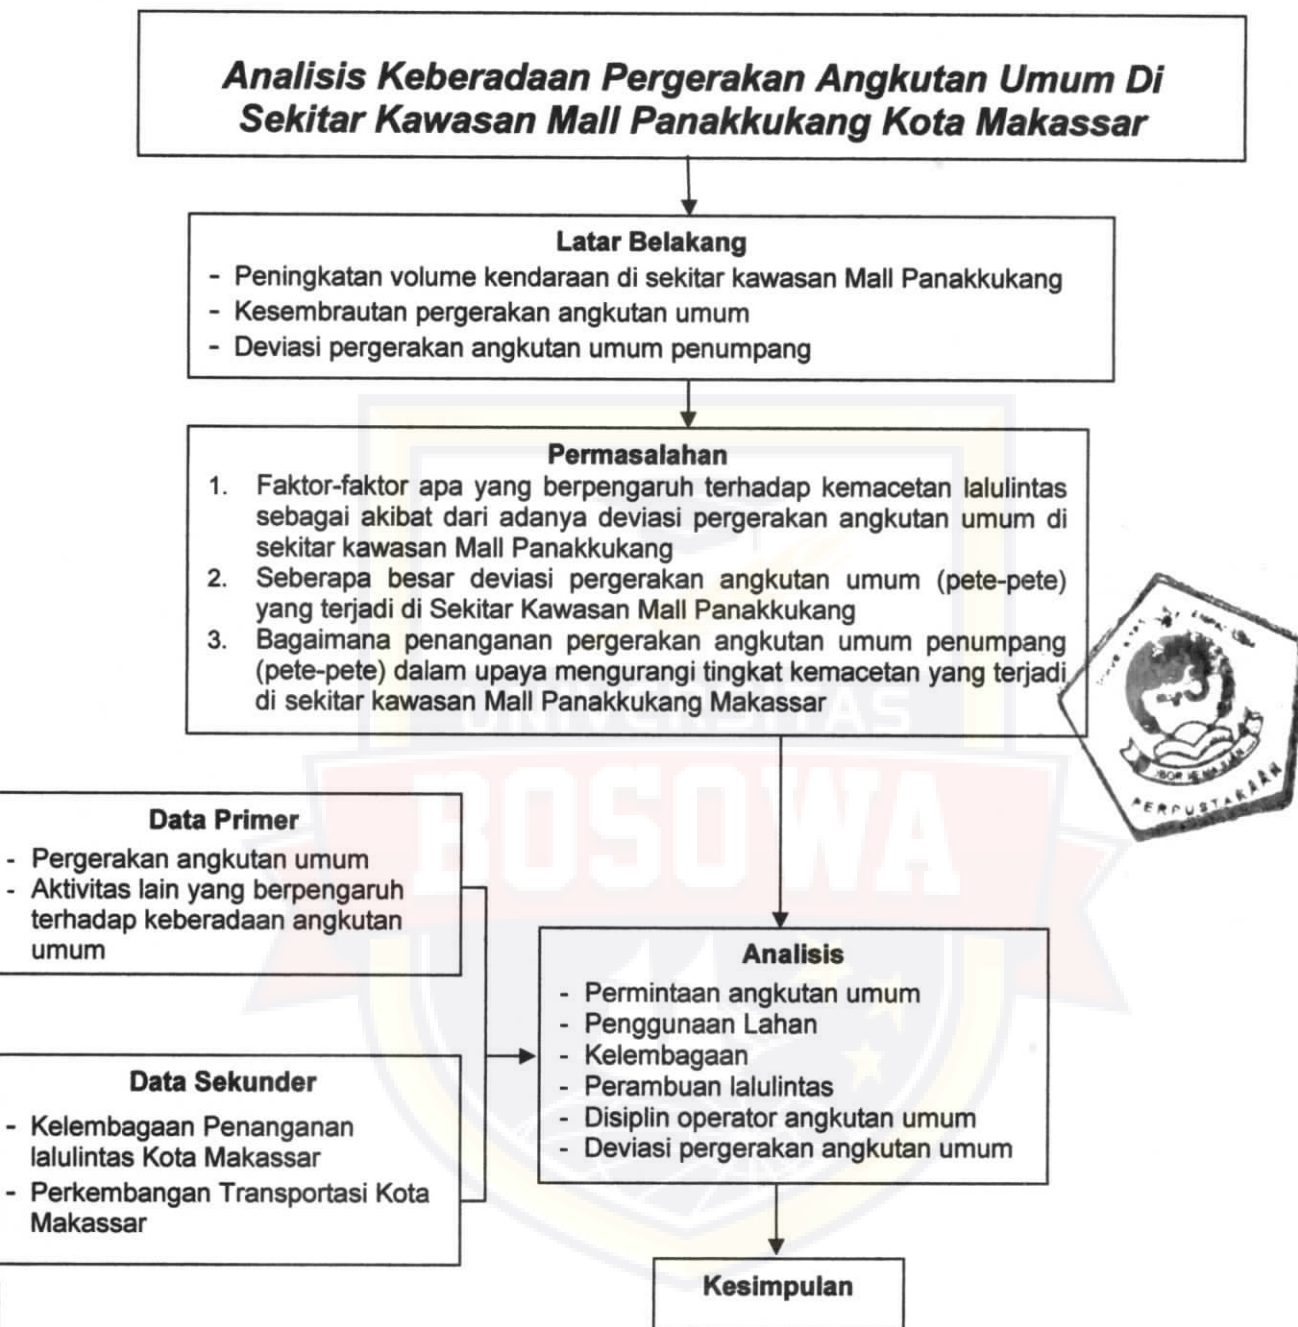 Analisis Keberadaan Pergerakan Angkutan Umum Di
Sekitar Kawasan Mall Panakkukang Kota Makassar
Latar Belakang
- Peningkatan volume kendaraan di sekitar kawasan Mall Panakkukang
- Kesembrautan pergerakan angkutan umum
- Deviasi pergerakan angkutan umum penumpang
Permasalahan
1. Faktor-faktor apa yang berpengaruh terhadap kemacetan lalulintas
sebagai akibat dari adanya deviasi pergerakan angkutan umum di
sekitar kawasan Mall Panakkukang
2. Seberapa besar deviasi pergerakan angkutan umum (pete-pete)
yang terjadi di Sekitar Kawasan Mall Panakkukang
3. Bagaimana penanganan pergerakan angkutan umum penumpang
(pete-pete) dalam upaya mengurangi tingkat kemacetan yang terjadi
di sekitar kawasan Mall Panakkukang Makassar
UNIVERSITAS
BOSOWA
PERPUSTAKAAN
Data Primer
- Pergerakan angkutan umum
- Aktivitas lain yang berpengaruh
terhadap keberadaan angkutan
umum
Data Sekunder
- Kelembagaan Penanganan
lalulintas Kota Makassar
- Perkembangan Transportasi Kota
Makassar
Analisis
- Permintaan angkutan umum
- Penggunaan Lahan
- Kelembagaan
- Perambuan lalulintas
- Disiplin operator angkutan umum
- Deviasi pergerakan angkutan umum
Kesimpulan